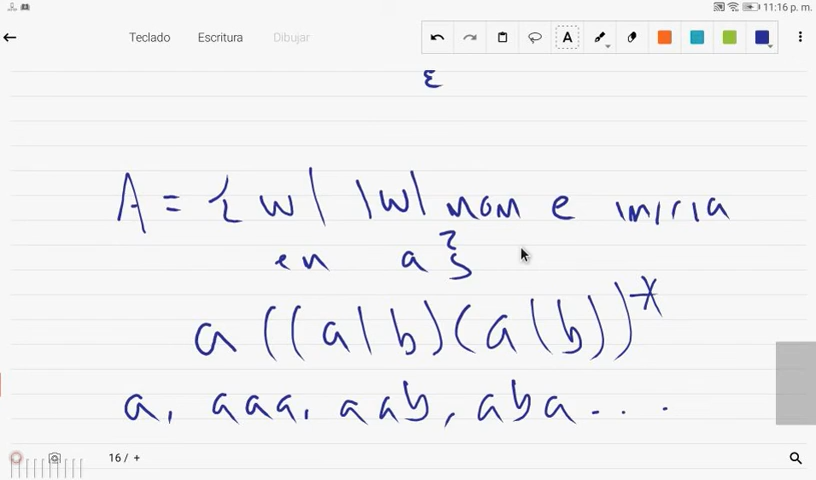 11:16 p. m.
Teclado Escritura Dibujar A
ε
A = { w | |w| non e inicia
en a }
a ((a|b)(a|b))*
a, aaa, aab, aba...
16 / +